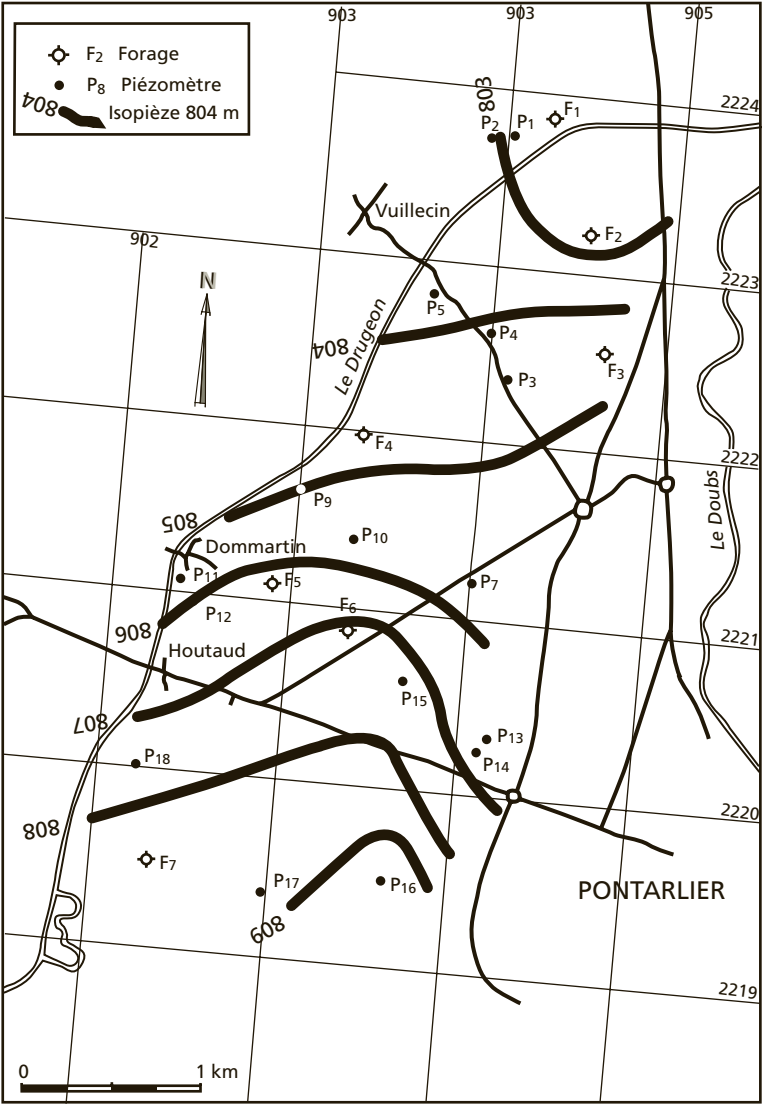 903
903
905
F2 Forage
P8 Piézomètre
804
Isopièze 804 m
803
2224
P2
P1
F1
Vuillecin
902
F2
N
2223
P5
804
Le Drugeon
P4
F3
P3
F4
2222
P9
805
Le Doubs
Dommartin
P10
P11
F5
P7
P12
F6
806
Houtaud
2221
P15
807
P13
P18
P14
808
2220
F7
P17
P16
PONTARLIER
809
2219
0
1 km